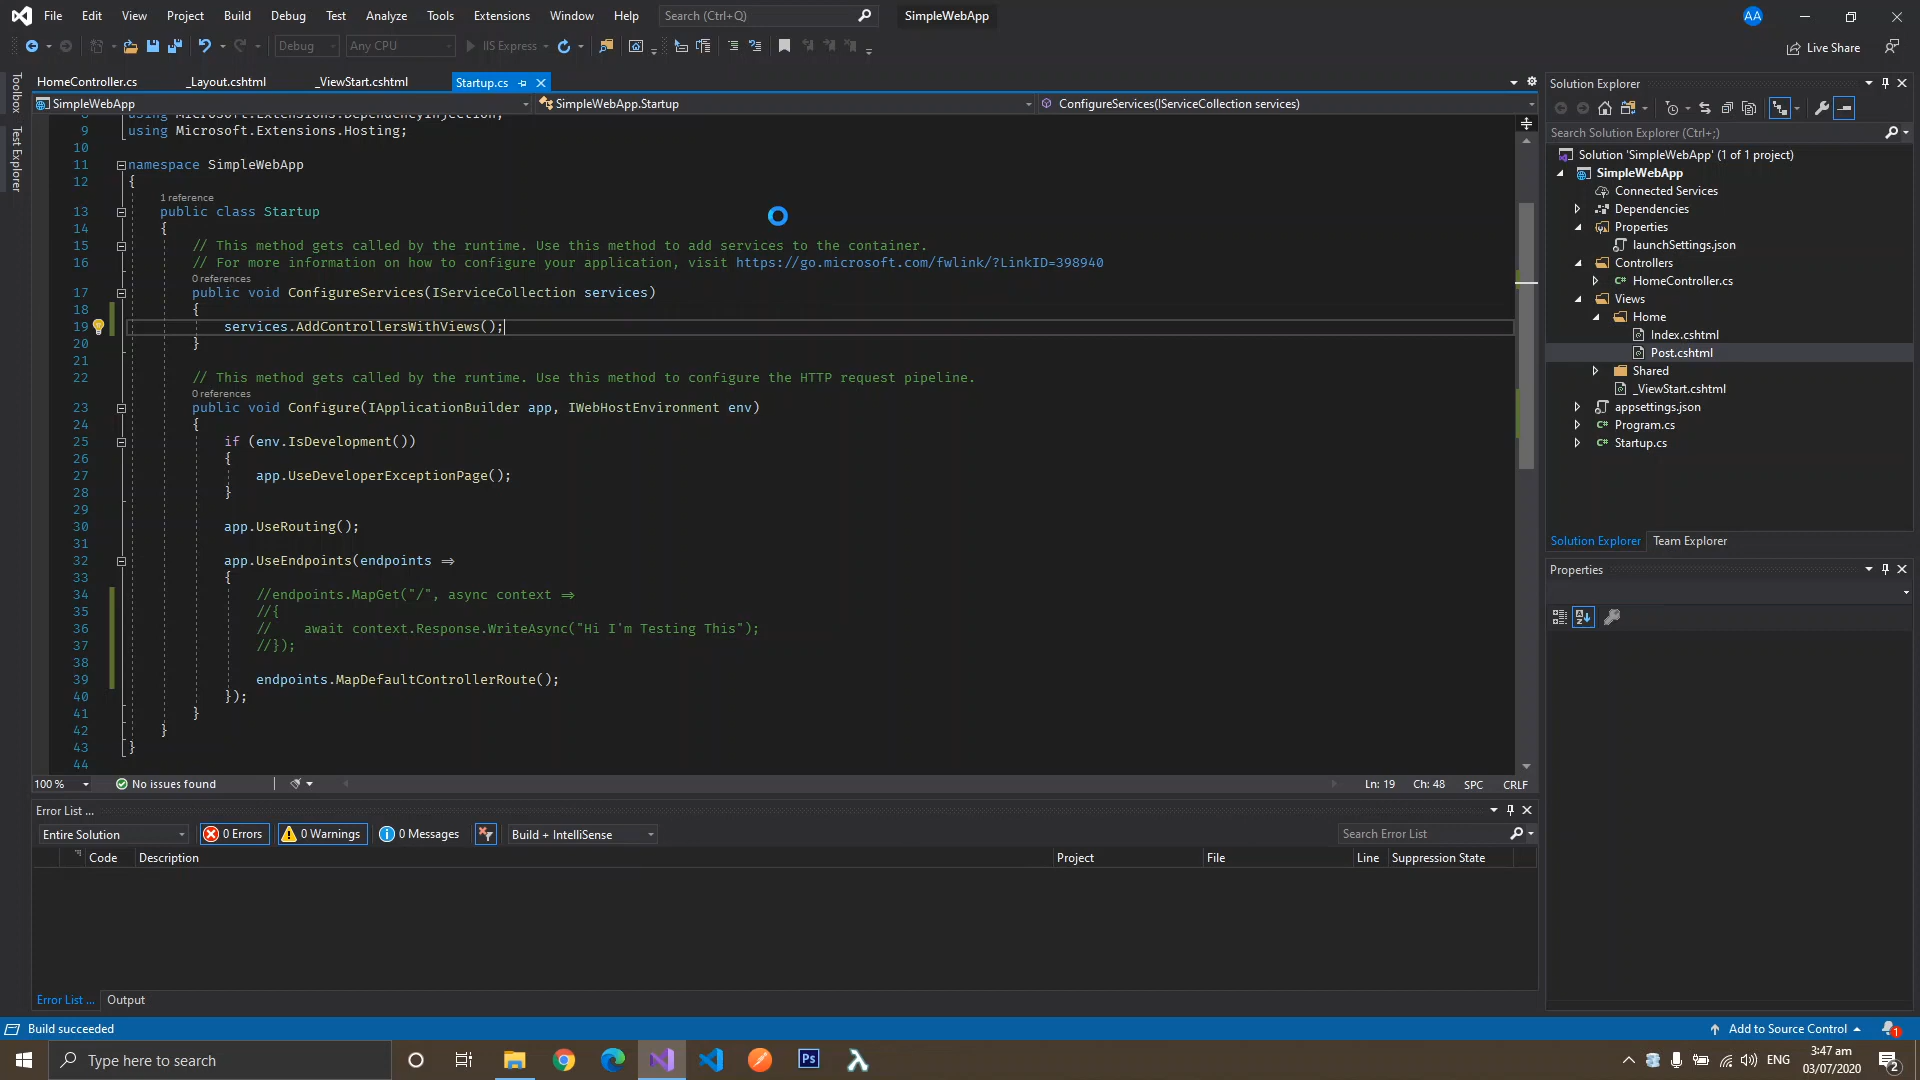 File Edit View Project Build Debug Test Analyze Tools Extensions Window Help Search (Ctrl+Q) SimpleWebApp AA
Debug Any CPU IIS Express Live Share
HomeController.cs _Layout.cshtml _ViewStart.cshtml Startup.cs
SimpleWebApp SimpleWebApp.Startup ConfigureServices(IServiceCollection services)
Toolbox
Test Explorer
8 using Microsoft.Extensions.DependencyInjection;
9 using Microsoft.Extensions.Hosting;
10
11 namespace SimpleWebApp
12 {
1 reference
13 public class Startup
14 {
15 // This method gets called by the runtime. Use this method to add services to the container.
16 // For more information on how to configure your application, visit https://go.microsoft.com/fwlink/?LinkID=398940
0 references
17 public void ConfigureServices(IServiceCollection services)
18 {
19 services.AddControllersWithViews();
20 }
21
22 // This method gets called by the runtime. Use this method to configure the HTTP request pipeline.
0 references
23 public void Configure(IApplicationBuilder app, IWebHostEnvironment env)
24 {
25 if (env.IsDevelopment())
26 {
27 app.UseDeveloperExceptionPage();
28 }
29
30 app.UseRouting();
31
32 app.UseEndpoints(endpoints ⇒
33 {
34 //endpoints.MapGet("/", async context ⇒
35 //{
36 // await context.Response.WriteAsync("Hi I'm Testing This");
37 //});
38
39 endpoints.MapDefaultControllerRoute();
40 });
41 }
42 }
43 }
44
100 % No issues found Ln: 19 Ch: 48 SPC CRLF
Error List ...
Entire Solution 0 Errors 0 Warnings 0 Messages Build + IntelliSense Search Error List
Code Description Project File Line Suppression State
Error List ... Output
Solution Explorer
Search Solution Explorer (Ctrl+;)
Solution 'SimpleWebApp' (1 of 1 project)
SimpleWebApp
Connected Services
Dependencies
Properties
launchSettings.json
Controllers
C# HomeController.cs
Views
Home
Index.cshtml
Post.cshtml
Shared
_ViewStart.cshtml
appsettings.json
C# Program.cs
C# Startup.cs
Solution Explorer Team Explorer
Properties
Build succeeded Add to Source Control 1
Type here to search Ps ENG 3:47 am
03/07/2020 2